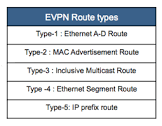 EVPN Route types
Type-1 : Ethernet A-D Route
Type-2 : MAC Advertisement Route
Type-3 : Inclusive Multicast Route
Type -4 : Ethernet Segment Route
Type-5: IP prefix route